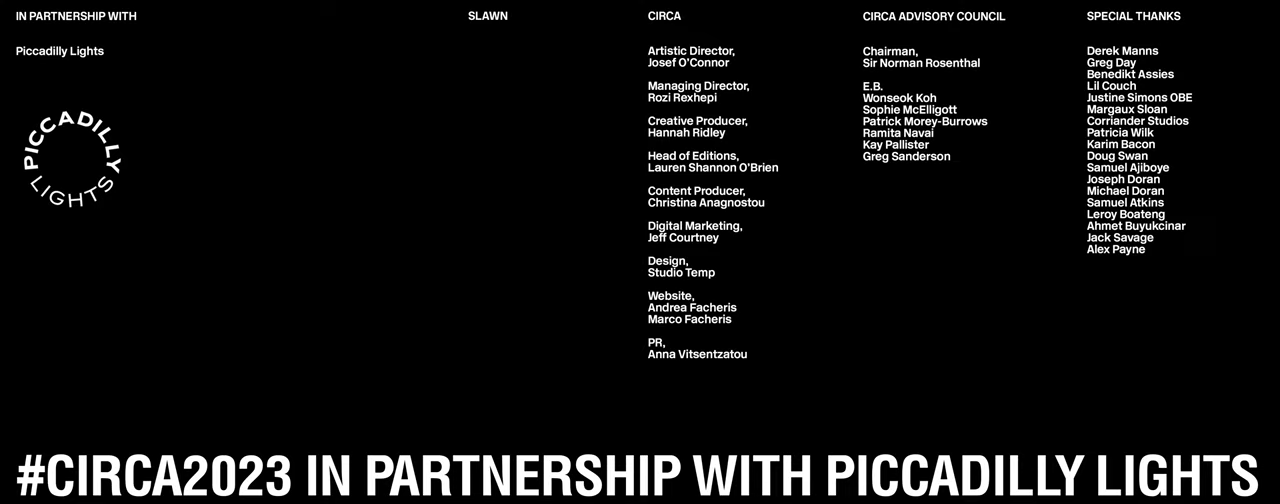 IN PARTNERSHIP WITH
Piccadilly Lights
PICCADILLY
LIGHTS
SLAWN
CIRCA
Artistic Director,
Josef O'Connor
Managing Director,
Rozi Rexhepi
Creative Producer,
Hannah Ridley
Head of Editions,
Lauren Shannon O'Brien
Content Producer,
Christina Anagnostou
Digital Marketing,
Jeff Courtney
Design,
Studio Temp
Website,
Andrea Facheris
Marco Facheris
PR,
Anna Vitsentzatou
CIRCA ADVISORY COUNCIL
Chairman,
Sir Norman Rosenthal
E.B.
Wonseok Koh
Sophie McElligott
Patrick Morey-Burrows
Ramita Navai
Kay Pallister
Greg Sanderson
SPECIAL THANKS
Derek Manns
Greg Day
Benedikt Assies
Lil Couch
Justine Simons OBE
Margaux Sloan
Corriander Studios
Patricia Wilk
Karim Bacon
Doug Swan
Samuel Ajiboye
Joseph Doran
Michael Doran
Samuel Atkins
Leroy Boateng
Ahmet Buyukcinar
Jack Savage
Alex Payne
#CIRCA2023 IN PARTNERSHIP WITH PICCADILLY LIGHTS